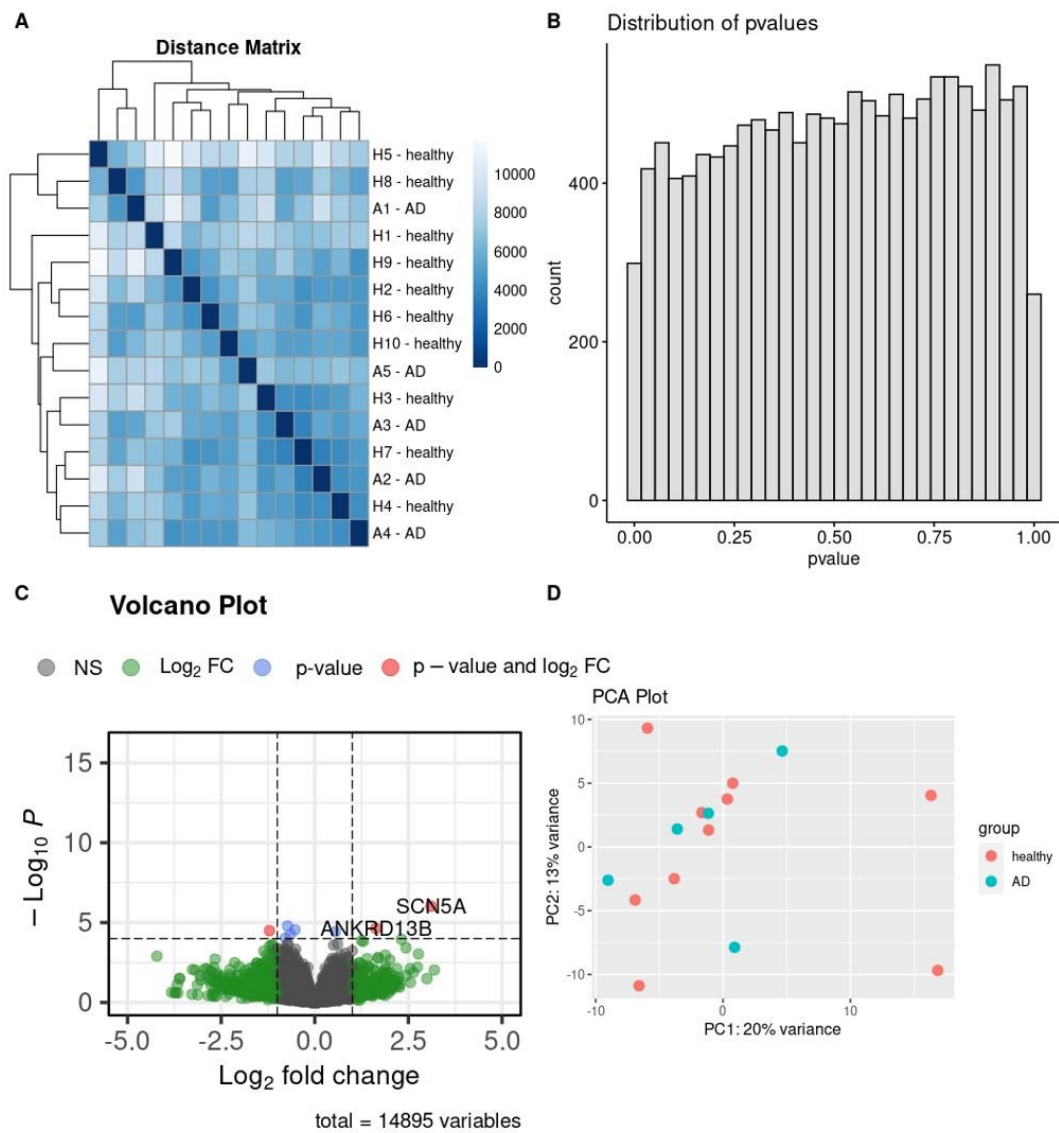 A
Distance Matrix
H5 - healthy
H8 - healthy
A1 - AD
H1 - healthy
H9 - healthy
H2 - healthy
H6 - healthy
H10 - healthy
A5 - AD
H3 - healthy
A3 - AD
H7 - healthy
A2 - AD
H4 - healthy
A4 - AD
10000
8000
6000
4000
2000
0
B
Distribution of pvalues
count
400
200
0
0.00 0.25 0.50 0.75 1.00
pvalue
C
Volcano Plot
NS Log2 FC p-value p – value and log2 FC
– Log10 P
15
10
5
0
SCN5A
ANKRD13B
-5.0 -2.5 0.0 2.5 5.0
Log2 fold change
total = 14895 variables
D
PCA Plot
PC2: 13% variance
10
5
0
-5
-10
-10 0 10
PC1: 20% variance
group
healthy
AD